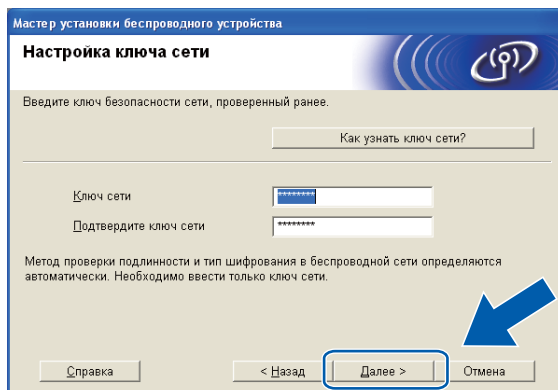 Мастер установки беспроводного устройства
Настройка ключа сети
Введите ключ безопасности сети, проверенный ранее.
Как узнать ключ сети?
Ключ сети
********
Подтвердите ключ сети
********
Метод проверки подлинности и тип шифрования в беспроводной сети определяются
автоматически. Необходимо ввести только ключ сети.
Справка
< Назад
Далее >
Отмена